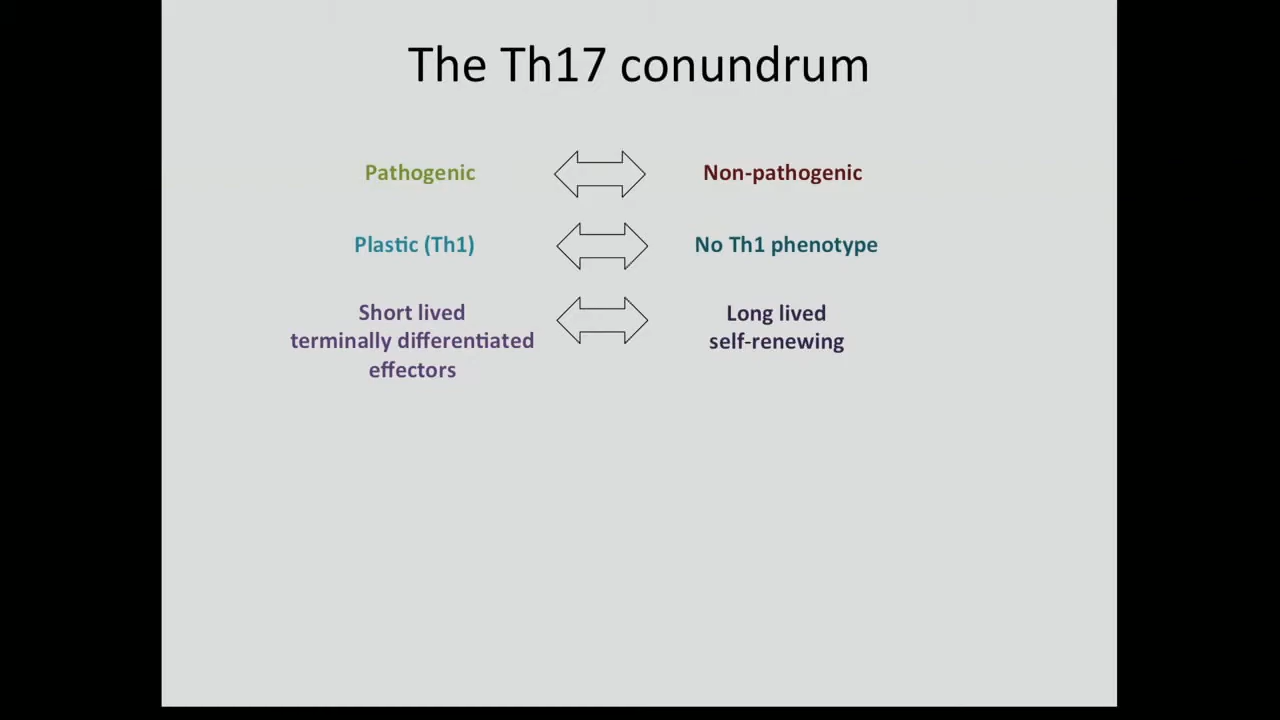 The Th17 conundrum
Pathogenic
Non-pathogenic
Plastic (Th1)
No Th1 phenotype
Short lived
terminally differentiated
effectors
Long lived
self-renewing